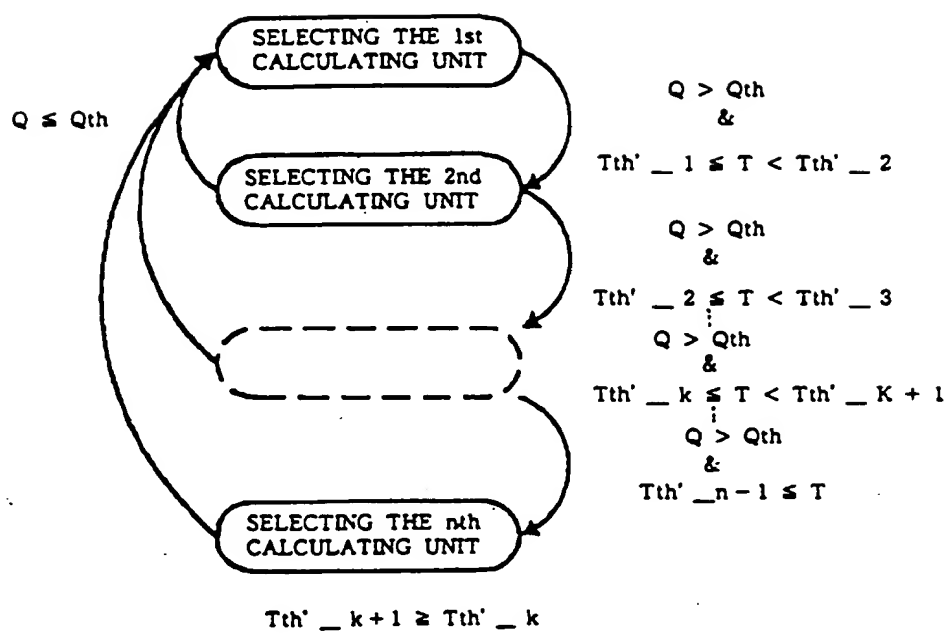 SELECTING THE 1st
CALCULATING UNIT
Q ≦ Qth
Q > Qth
&
Tth' _ 1 ≦ T < Tth' _ 2
SELECTING THE 2nd
CALCULATING UNIT
Q > Qth
&
Tth' _ 2 ≦ T < Tth' _ 3
Q > Qth
&
Tth' _ k ≦ T < Tth' _ K + 1
Q > Qth
&
Tth' _n - 1 ≦ T
SELECTING THE nth
CALCULATING UNIT
Tth' _ k+1 ≧ Tth' _ k